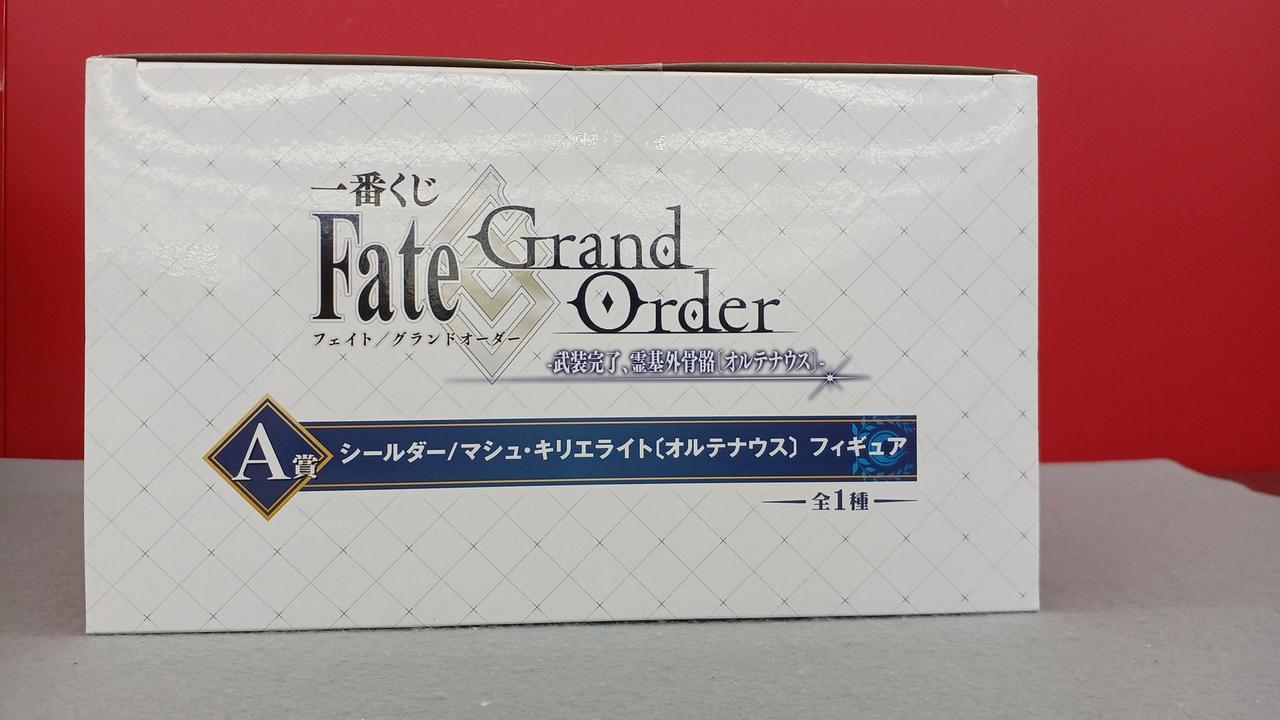 一番くじ
Fate
Grand
Order
フェイト／グランドオーダー
-武装完了、霊基外骨骼〔オルテナウス〕-
A賞
シールダー/マシュ・キリエライト〔オルテナウス〕 フィギュア
全1種